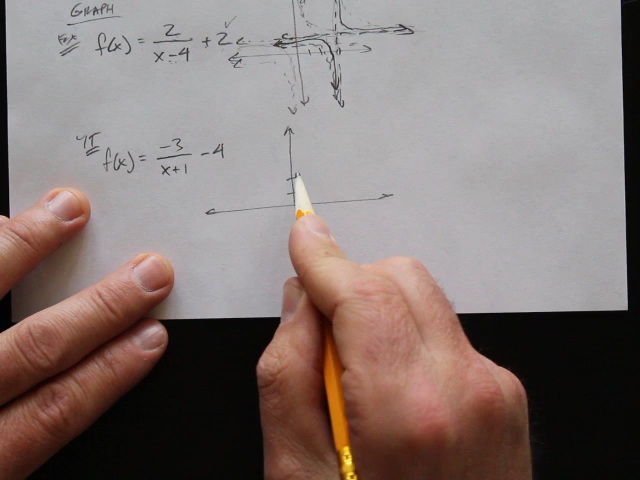 GRAPH
Ex f(x) = 2/(x-4) + 2
YT f(x) = -3/(x+1) - 4